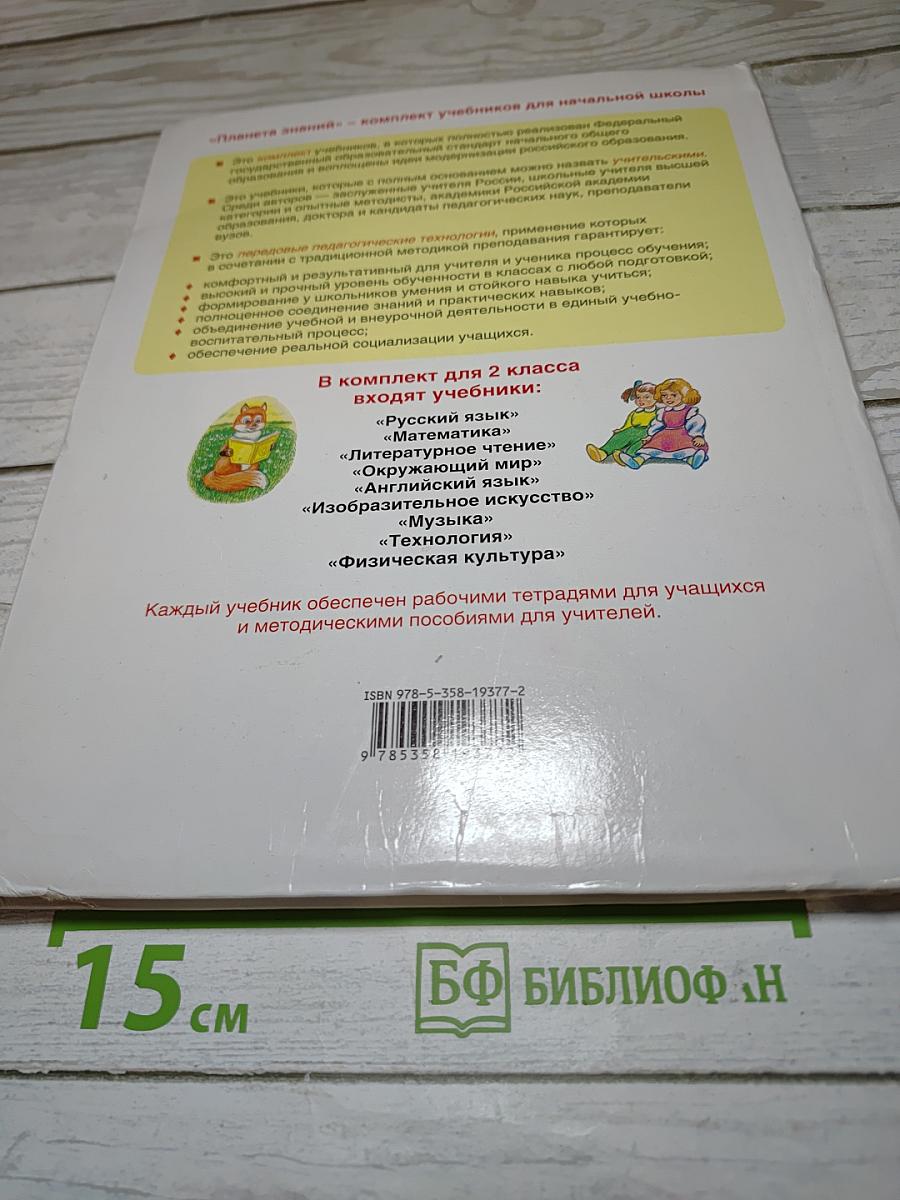 «Планета знаний» – комплект учебников для начальной школы
Это комплект учебников, в которых полностью реализован Федеральный
государственный образовательный стандарт начального общего
образования и воплощены идеи модернизации российского образования.
Это учебники, которые с полным основанием можно назвать учительскими.
Среди авторов — заслуженные учителя России, школьные учителя высшей
категории и опытные методисты, академики Российской академии
образования, доктора и кандидаты педагогических наук, преподаватели
вузов.
Это передовые педагогические технологии, применение которых
в сочетании с традиционной методикой преподавания гарантирует:
комфортный и результативный для учителя и ученика процесс обучения;
высокий и прочный уровень обученности в классах с любой подготовкой;
формирование у школьников умения и стойкого навыка учиться;
полноценное соединение знаний и практических навыков;
объединение учебной и внеурочной деятельности в единый учебно-
воспитательный процесс;
обеспечение реальной социализации учащихся.
В комплект для 2 класса
входят учебники:
«Русский язык»
«Математика»
«Литературное чтение»
«Окружающий мир»
«Английский язык»
«Изобразительное искусство»
«Музыка»
«Технология»
«Физическая культура»
Каждый учебник обеспечен рабочими тетрадями для учащихся
и методическими пособиями для учителей.
ISBN 978-5-358-19377-2
15 см
БФ БИБЛИОФАН